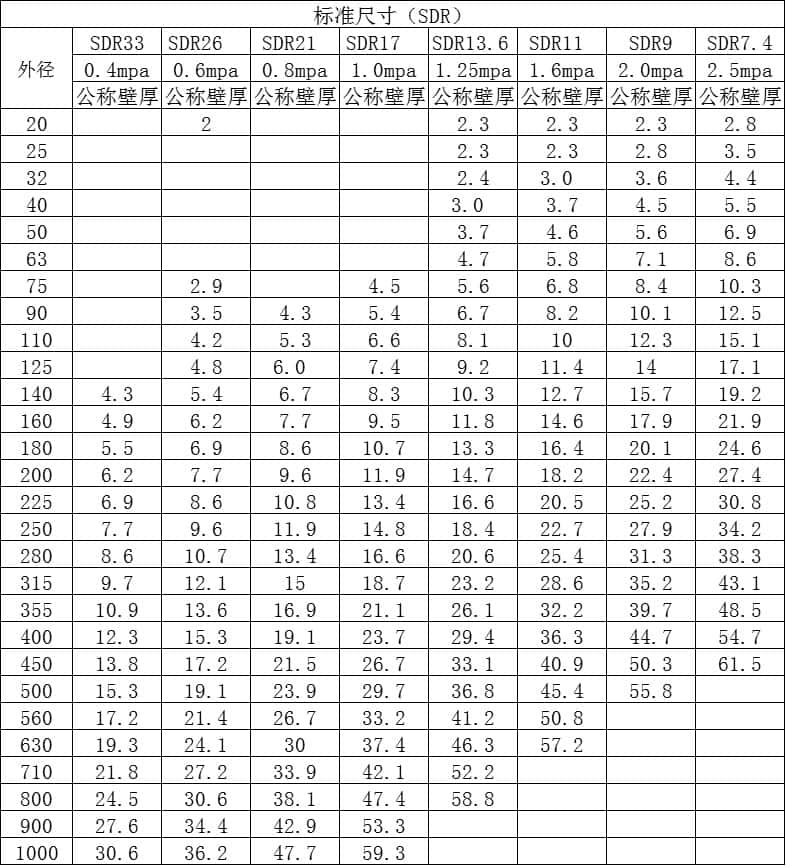 标准尺寸（SDR）
外径 SDR33 SDR26 SDR21 SDR17 SDR13.6 SDR11 SDR9 SDR7.4
0.4mpa 0.6mpa 0.8mpa 1.0mpa 1.25mpa 1.6mpa 2.0mpa 2.5mpa
公称壁厚 公称壁厚 公称壁厚 公称壁厚 公称壁厚 公称壁厚 公称壁厚 公称壁厚
20 2 2.3 2.3 2.3 2.8
25 2.3 2.3 2.8 3.5
32 2.4 3.0 3.6 4.4
40 3.0 3.7 4.5 5.5
50 3.7 4.6 5.6 6.9
63 4.7 5.8 7.1 8.6
75 2.9 4.5 5.6 6.8 8.4 10.3
90 3.5 4.3 5.4 6.7 8.2 10.1 12.5
110 4.2 5.3 6.6 8.1 10 12.3 15.1
125 4.8 6.0 7.4 9.2 11.4 14 17.1
140 4.3 5.4 6.7 8.3 10.3 12.7 15.7 19.2
160 4.9 6.2 7.7 9.5 11.8 14.6 17.9 21.9
180 5.5 6.9 8.6 10.7 13.3 16.4 20.1 24.6
200 6.2 7.7 9.6 11.9 14.7 18.2 22.4 27.4
225 6.9 8.6 10.8 13.4 16.6 20.5 25.2 30.8
250 7.7 9.6 11.9 14.8 18.4 22.7 27.9 34.2
280 8.6 10.7 13.4 16.6 20.6 25.4 31.3 38.3
315 9.7 12.1 15 18.7 23.2 28.6 35.2 43.1
355 10.9 13.6 16.9 21.1 26.1 32.2 39.7 48.5
400 12.3 15.3 19.1 23.7 29.4 36.3 44.7 54.7
450 13.8 17.2 21.5 26.7 33.1 40.9 50.3 61.5
500 15.3 19.1 23.9 29.7 36.8 45.4 55.8
560 17.2 21.4 26.7 33.2 41.2 50.8
630 19.3 24.1 30 37.4 46.3 57.2
710 21.8 27.2 33.9 42.1 52.2
800 24.5 30.6 38.1 47.4 58.8
900 27.6 34.4 42.9 53.3
1000 30.6 36.2 47.7 59.3